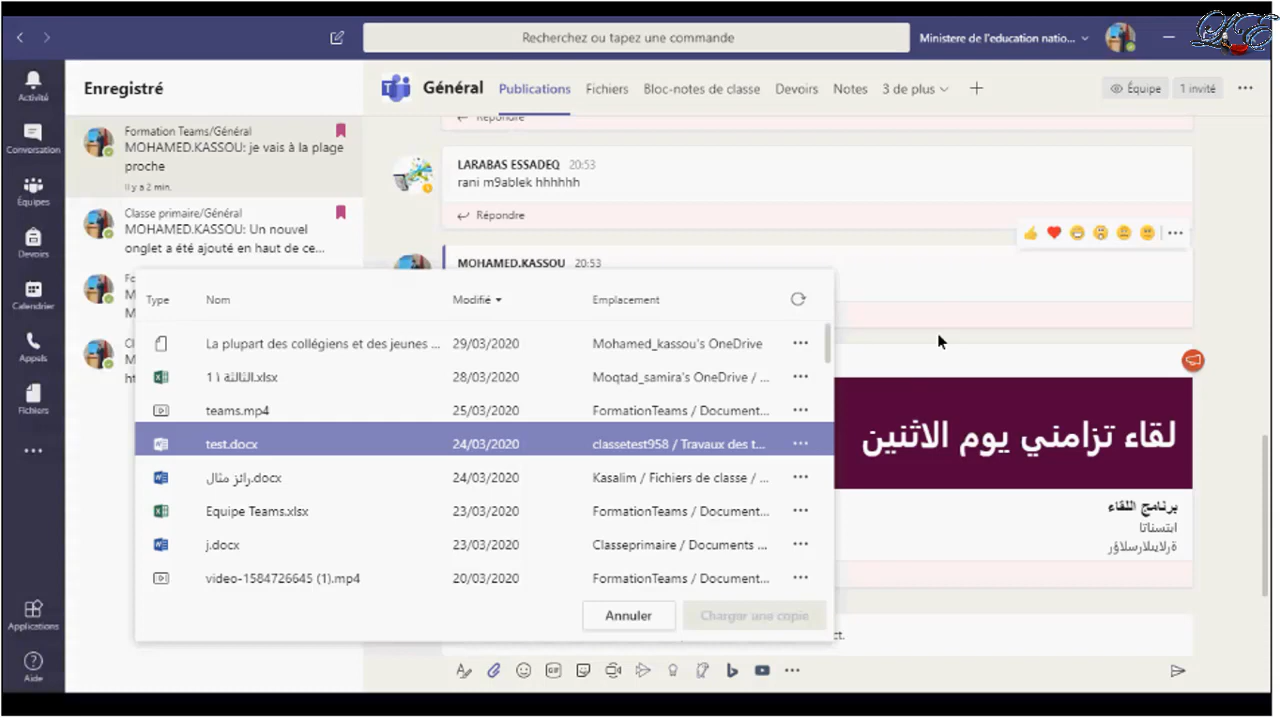 Recherchez ou tapez une commande
Ministere de l'education natio...
Activité
Conversation
Équipes
Devoirs
Calendrier
Appels
Fichiers
Applications
Aide
Enregistré
Formation Teams/Général
MOHAMED.KASSOU: je vais à la plage
proche
Il y a 2 min.
Classe primaire/Général
MOHAMED.KASSOU: Un nouvel
onglet a été ajouté en haut de ce...
Général
Publications
Fichiers
Bloc-notes de classe
Devoirs
Notes
3 de plus
Équipe
1 invité
Répondre
LARABAS ESSADEQ 20:53
rani m9ablek hhhhhh
Répondre
MOHAMED.KASSOU 20:53
Type Nom Modifié Emplacement
La plupart des collégiens et des jeunes ... 29/03/2020 Mohamed_kassou's OneDrive
الثالثة 1 1.xlsx 28/03/2020 Moqtad_samira's OneDrive / ...
teams.mp4 25/03/2020 FormationTeams / Document...
test.docx 24/03/2020 classetest958 / Travaux des t...
رائز مثال.docx 24/03/2020 Kasalim / Fichiers de classe / ...
Equipe Teams.xlsx 23/03/2020 FormationTeams / Document...
j.docx 23/03/2020 Classeprimaire / Documents ...
video-1584726645 (1).mp4 20/03/2020 FormationTeams / Document...
Annuler
Charger une copie
لقاء تزامني يوم الاثنين
برنامج اللقاء
ct.